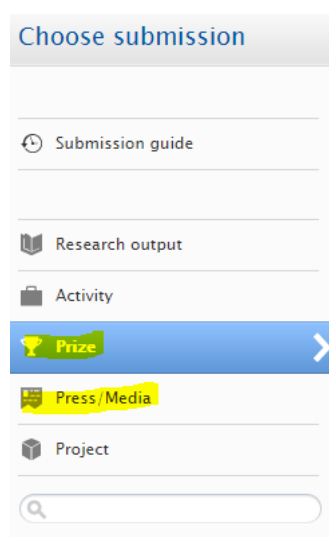 Choose submission
Submission guide
Research output
Activity
Prize
Press/Media
Project